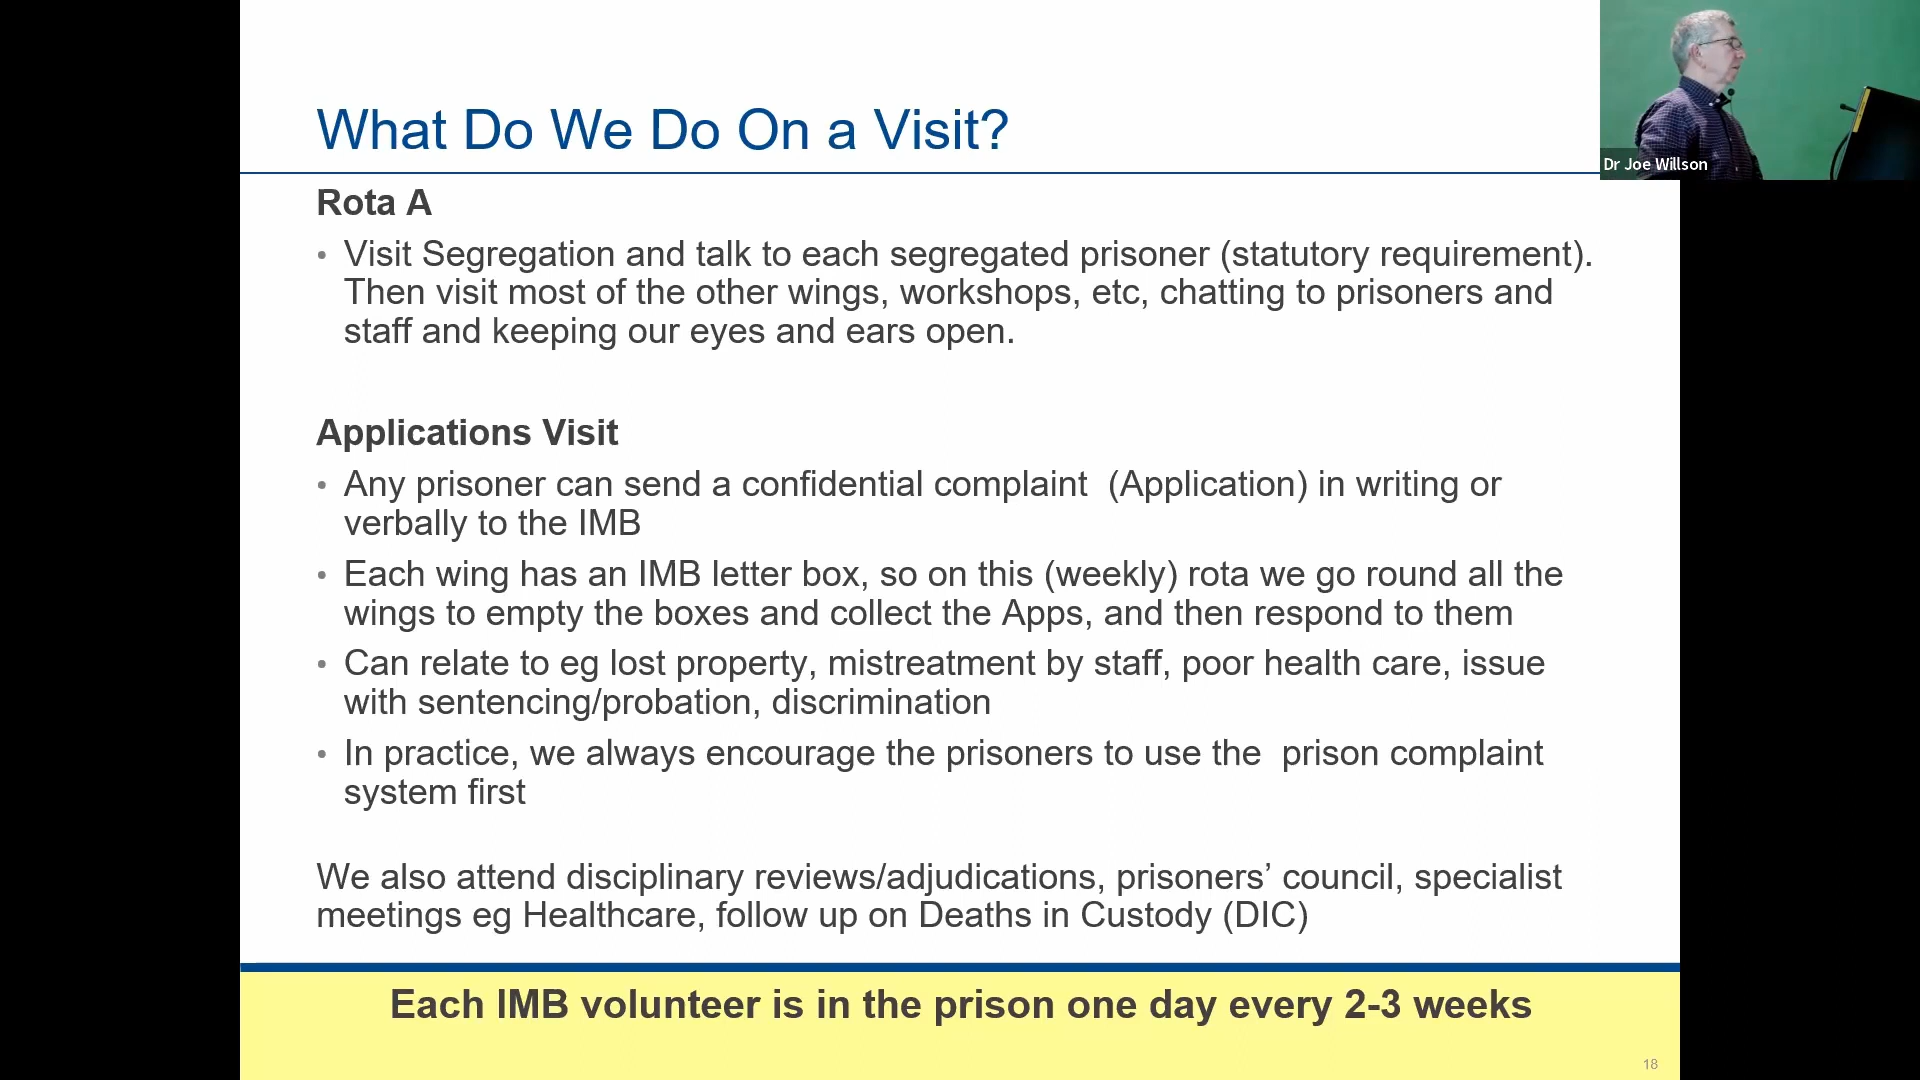 What Do We Do On a Visit?
Dr Joe Willson
Rota A
• Visit Segregation and talk to each segregated prisoner (statutory requirement).
Then visit most of the other wings, workshops, etc, chatting to prisoners and
staff and keeping our eyes and ears open.
Applications Visit
• Any prisoner can send a confidential complaint  (Application) in writing or
verbally to the IMB
• Each wing has an IMB letter box, so on this (weekly) rota we go round all the
wings to empty the boxes and collect the Apps, and then respond to them
• Can relate to eg lost property, mistreatment by staff, poor health care, issue
with sentencing/probation, discrimination
• In practice, we always encourage the prisoners to use the  prison complaint
system first
We also attend disciplinary reviews/adjudications, prisoners’ council, specialist
meetings eg Healthcare, follow up on Deaths in Custody (DIC)
Each IMB volunteer is in the prison one day every 2-3 weeks
18